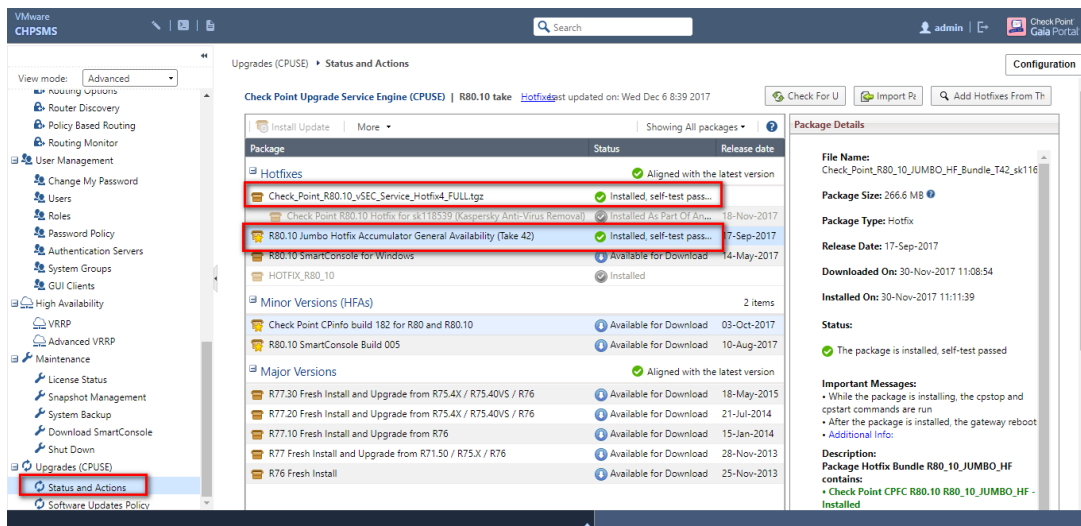 VMware
CHPSMS
Search
admin
Check Point
Gaia Portal
View mode: Advanced
Routing Options
Router Discovery
Policy Based Routing
Routing Monitor
User Management
Change My Password
Users
Roles
Password Policy
Authentication Servers
System Groups
GUI Clients
High Availability
VRRP
Advanced VRRP
Maintenance
License Status
Snapshot Management
System Backup
Download SmartConsole
Shut Down
Upgrades (CPUSE)
Status and Actions
Software Updates Policy
Upgrades (CPUSE) Status and Actions
Configuration
Check Point Upgrade Service Engine (CPUSE) | R80.10 take Hotfixes ast updated on: Wed Dec 6 8:39 2017
Check For U
Import Pa
Add Hotfixes From Th
Install Update More Showing All packages
Package Status Release date
Hotfixes Aligned with the latest version
Check_Point_R80.10_vSEC_Service_Hotfix4_FULL.tgz Installed, self-test pass...
Check Point R80.10 Hotfix for sk118539 (Kaspersky Anti-Virus Removal) Installed As Part Of An... 18-Nov-2017
R80.10 Jumbo Hotfix Accumulator General Availability (Take 42) Installed, self-test pass... 17-Sep-2017
R80.10 SmartConsole for Windows Available for Download 14-May-2017
HOTFIX_R80_10 Installed
Minor Versions (HFAs) 2 items
Check Point CPinfo build 182 for R80 and R80.10 Available for Download 03-Oct-2017
R80.10 SmartConsole Build 005 Available for Download 10-Aug-2017
Major Versions Aligned with the latest version
R77.30 Fresh Install and Upgrade from R75.4X / R75.40VS / R76 Available for Download 18-May-2015
R77.20 Fresh Install and Upgrade from R75.4X / R75.40VS / R76 Available for Download 21-Jul-2014
R77.10 Fresh Install and Upgrade from R76 Available for Download 15-Jan-2014
R77 Fresh Install and Upgrade from R71.50 / R75.X / R76 Available for Download 28-Nov-2013
R76 Fresh Install Available for Download 25-Nov-2013
Package Details
File Name:
Check_Point_R80_10_JUMBO_HF_Bundle_T42_sk116
Package Size: 266.6 MB
Package Type: Hotfix
Release Date: 17-Sep-2017
Downloaded On: 30-Nov-2017 11:08:54
Installed On: 30-Nov-2017 11:11:39
Status:
The package is installed, self-test passed
Important Messages:
• While the package is installing, the cpstop and
cpstart commands are run
• After the package is installed, the gateway reboot
• Additional Info:
Description:
Package Hotfix Bundle R80_10_JUMBO_HF
contains:
• Check Point CPFC R80.10 R80_10_JUMBO_HF -
Installed